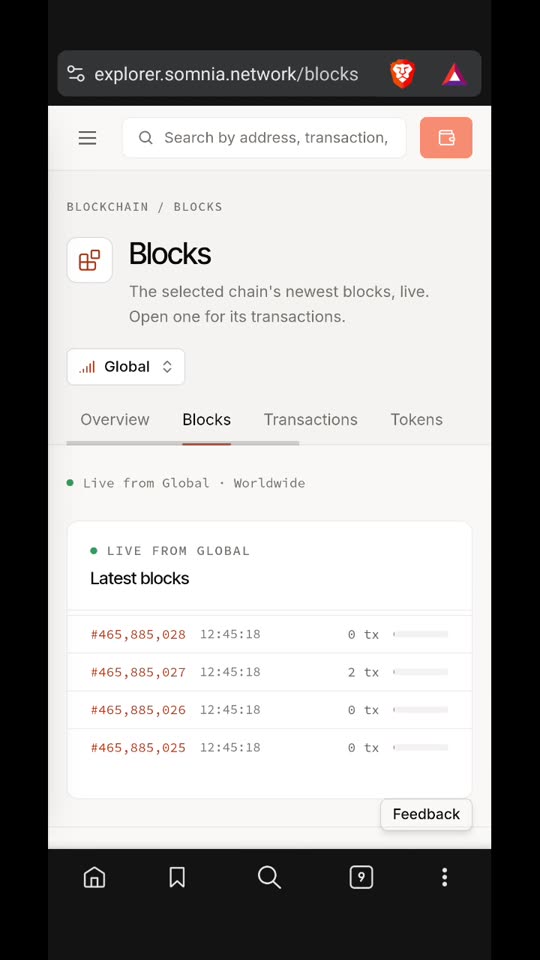 explorer.somnia.network/blocks
Search by address, transaction,
BLOCKCHAIN / BLOCKS
Blocks
The selected chain's newest blocks, live.
Open one for its transactions.
Global
Overview Blocks Transactions Tokens
Live from Global · Worldwide
LIVE FROM GLOBAL
Latest blocks
#465,885,028 12:45:18 0 tx
#465,885,027 12:45:18 2 tx
#465,885,026 12:45:18 0 tx
#465,885,025 12:45:18 0 tx
Feedback
9